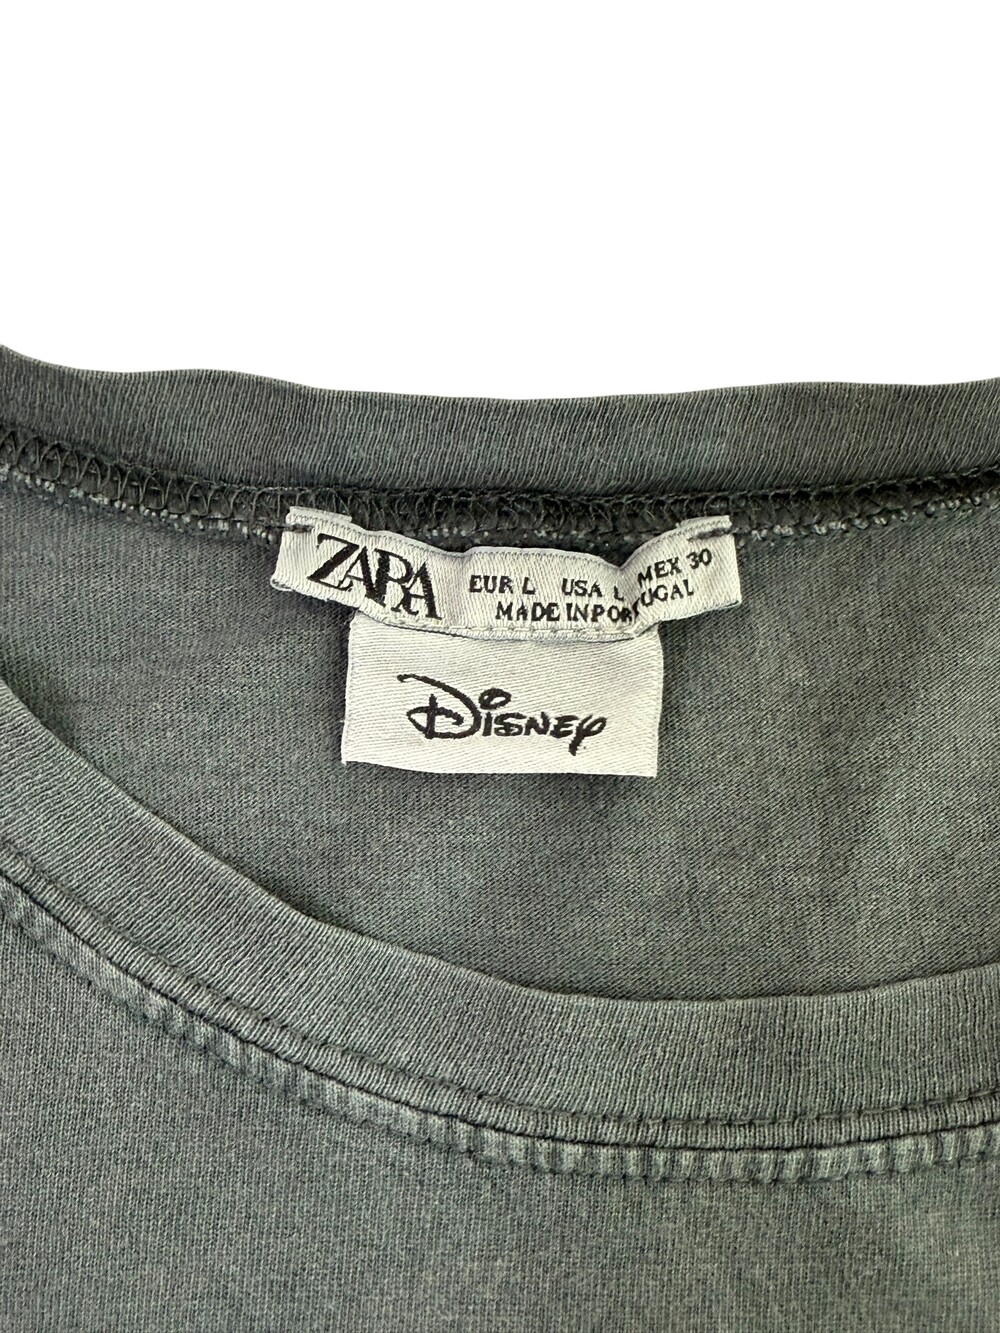 ZARA EUR L USA L MEX 30
MADE IN PORTUGAL
Disney